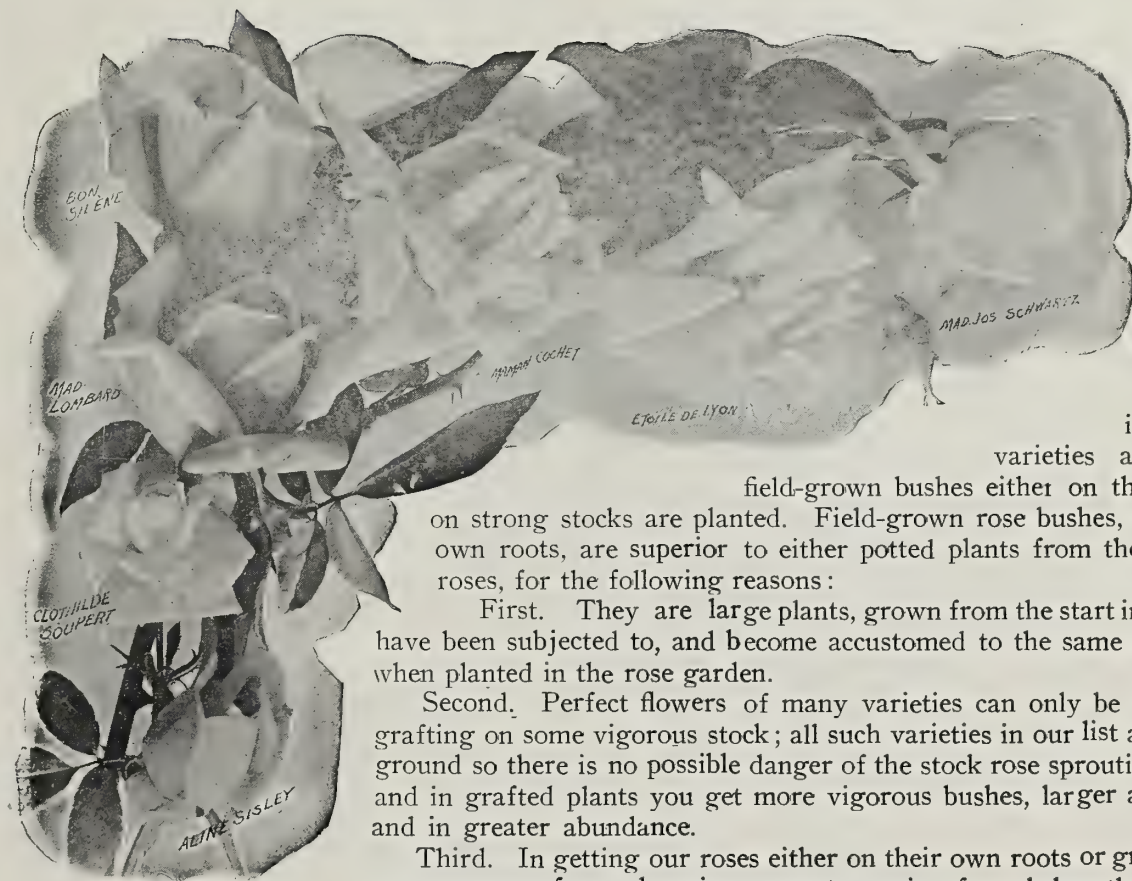 BON
SILÈNE
MAD.JOS SCHWARTZ
MAMAN COCHET
MAD-
LOMBARD
ETOILE DE LYON
varieties
field-grown bushes either on
on strong stocks are planted. Field-grown rose bushes,
own roots, are superior to either potted plants from
roses, for the following reasons:
CLOTHILDE
SOUPERT
First. They are large plants, grown from the start
have been subjected to, and become accustomed to the same
when planted in the rose garden.
Second. Perfect flowers of many varieties can only be
grafting on some vigorous stock; all such varieties in our list
ground so there is no possible danger of the stock rose
and in grafted plants you get more vigorous bushes, larger
and in greater abundance.
ALINE SISLEY
Third. In getting our roses either on their own roots or